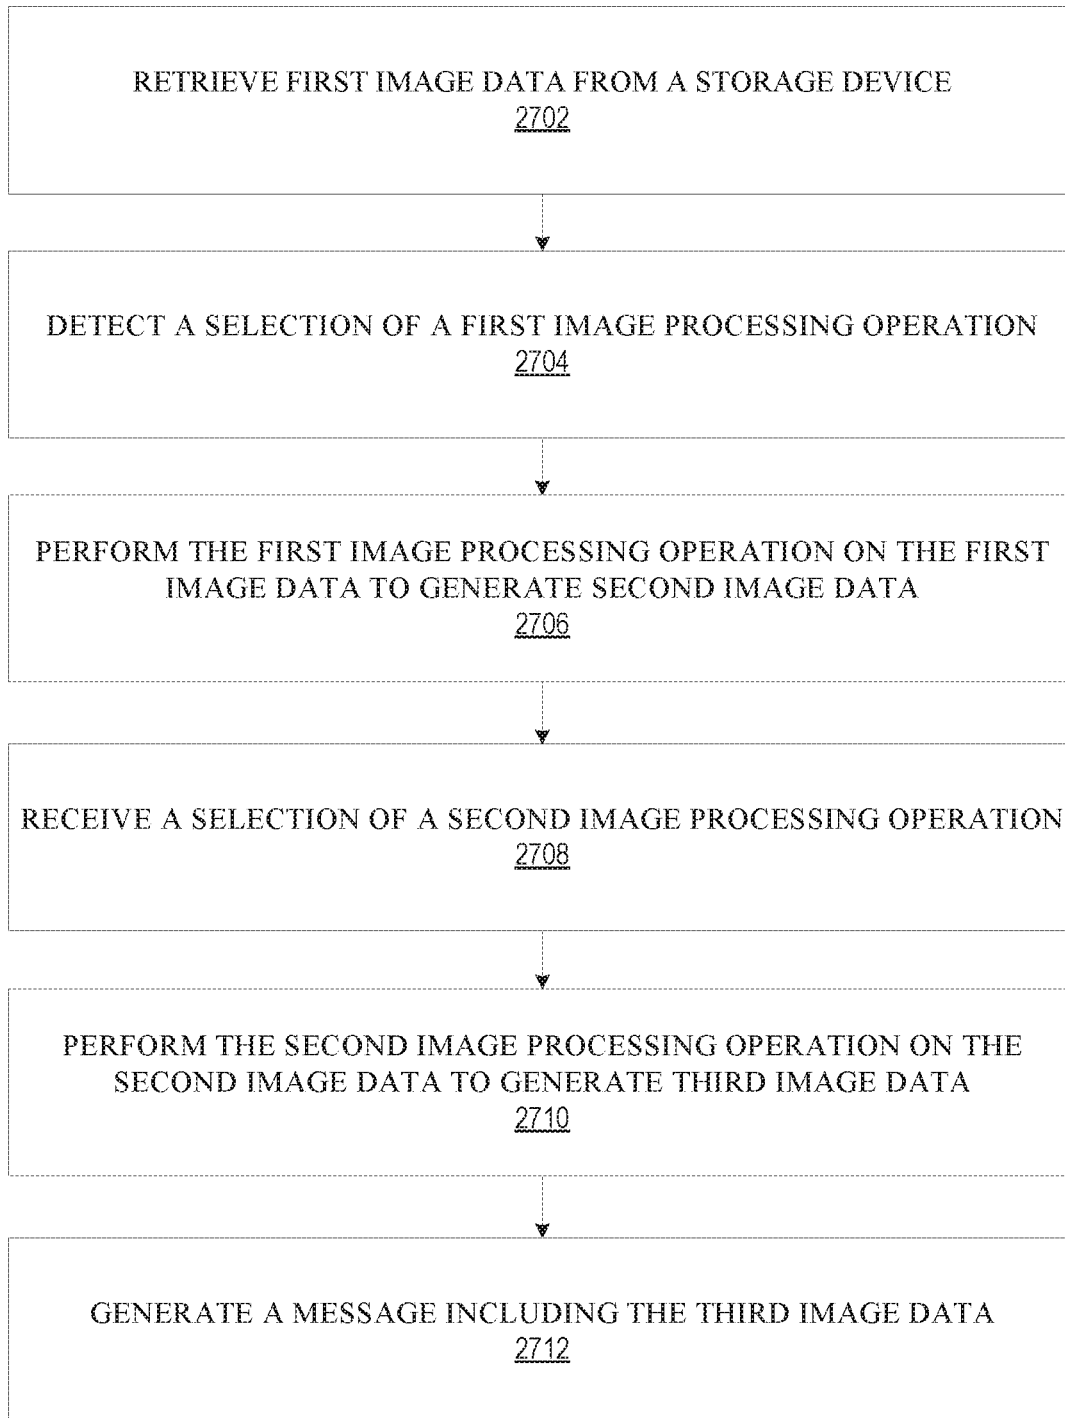 RETRIEVE FIRST IMAGE DATA FROM A STORAGE DEVICE
2702
DETECT A SELECTION OF A FIRST IMAGE PROCESSING OPERATION
2704
PERFORM THE FIRST IMAGE PROCESSING OPERATION ON THE FIRST
IMAGE DATA TO GENERATE SECOND IMAGE DATA
2706
RECEIVE A SELECTION OF A SECOND IMAGE PROCESSING OPERATION
2708
PERFORM THE SECOND IMAGE PROCESSING OPERATION ON THE
SECOND IMAGE DATA TO GENERATE THIRD IMAGE DATA
2710
GENERATE A MESSAGE INCLUDING THE THIRD IMAGE DATA
2712